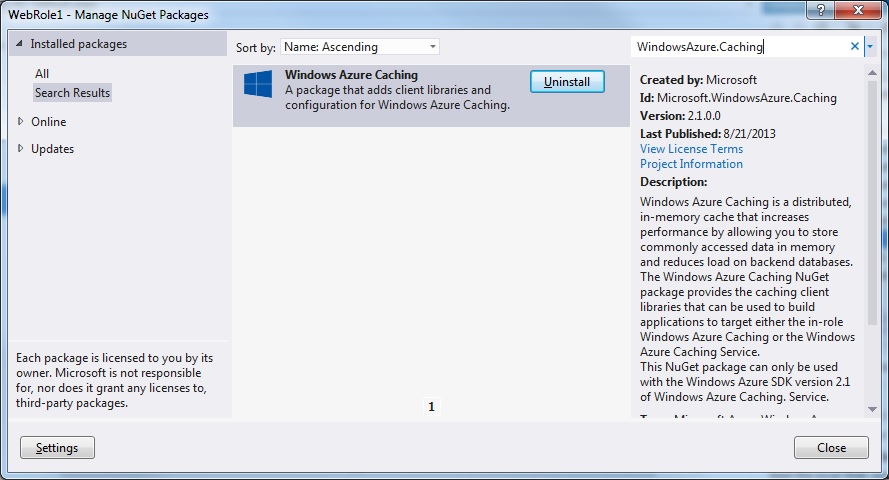 WebRole1 - Manage NuGet Packages
Installed packages
All
Search Results
Online
Updates
Each package is licensed to you by its
owner. Microsoft is not responsible
for, nor does it grant any licenses to,
third-party packages.
Sort by: Name: Ascending
Windows Azure Caching
A package that adds client libraries and
configuration for Windows Azure Caching.
Uninstall
1
WindowsAzure.Caching
Created by: Microsoft
Id: Microsoft.WindowsAzure.Caching
Version: 2.1.0.0
Last Published: 8/21/2013
View License Terms
Project Information
Description:
Windows Azure Caching is a distributed,
in-memory cache that increases
performance by allowing you to store
commonly accessed data in memory
and reduces load on backend databases.
The Windows Azure Caching NuGet
package provides the caching client
libraries that can be used to build
applications to target either the in-role
Windows Azure Caching or the Windows
Azure Caching Service.
This NuGet package can only be used
with the Windows Azure SDK version 2.1
of Windows Azure Caching. Service.
Settings
Close